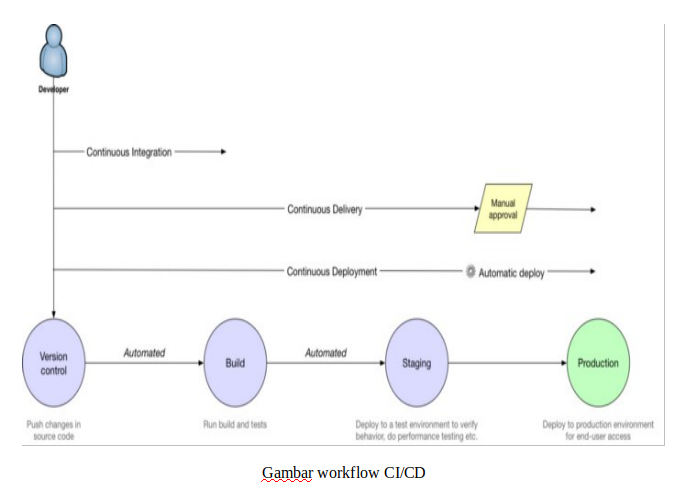 Developer
Continuous Integration
Continuous Delivery
Manual
approval
Continuous Deployment
Automatic deploy
Version
control
Automated
Build
Automated
Staging
Production
Push changes in
source code
Run build and tests
Deploy to a test environment to verify
behavior, do performance testing etc.
Deploy to production environment
for end-user access
Gambar workflow CI/CD